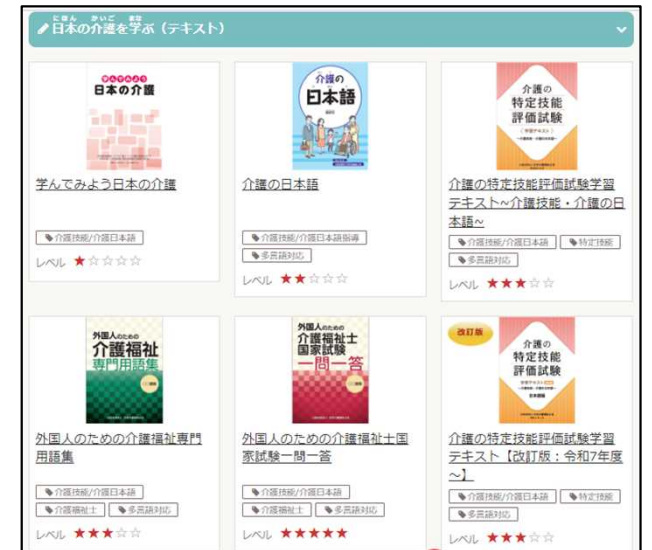 にほん かいご まな
日本の介護を学ぶ（テキスト）
学んでみよう
日本の介護
学んでみよう日本の介護
介護技能/介護日本語
レベル ★☆☆☆☆
介護の
日本語
介護の日本語
介護技能/介護日本語指導
多言語対応
レベル ★★☆☆☆
介護の
特定技能
評価試験
介護の特定技能評価試験学習
テキスト~介護技能・介護の日
本語~
介護技能/介護日本語
特定技能
多言語対応
レベル ★★★☆☆
外国人のための
介護福祉
専門用語集
外国人のための介護福祉専門
用語集
介護技能/介護日本語
介護福祉士
多言語対応
レベル ★★★☆☆
外国人のための
介護福祉士
国家試験
一問一答
外国人のための介護福祉士国
家試験一問一答
介護技能/介護日本語
介護福祉士
多言語対応
レベル ★★★★★
改訂版
介護の
特定技能
評価試験
介護の特定技能評価試験学習
テキスト【改訂版：令和7年度
~】
介護技能/介護日本語
特定技能
多言語対応
レベル ★★★☆☆